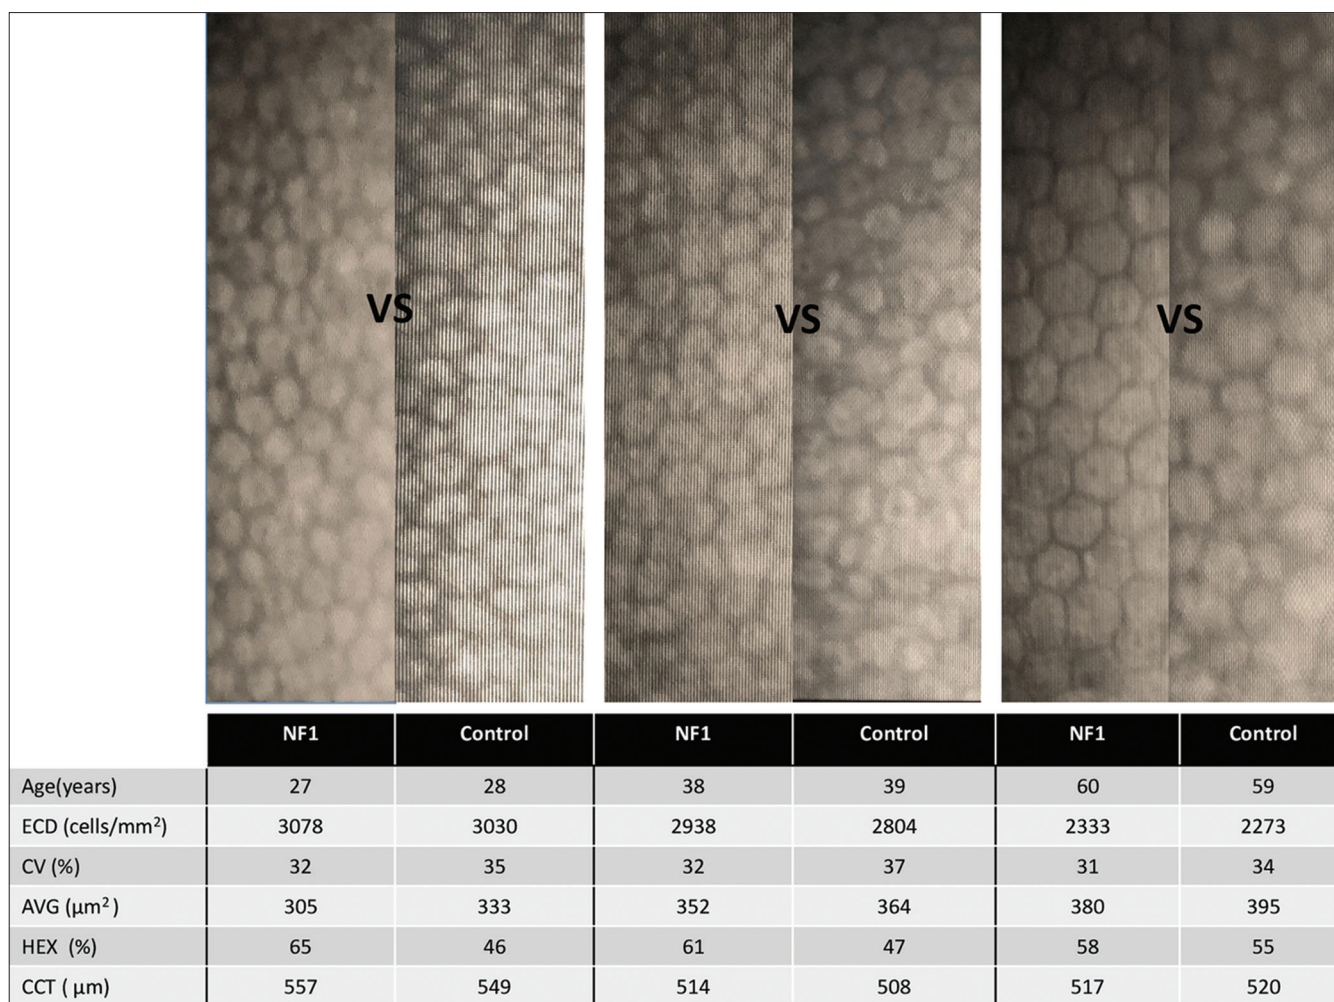 VS
VS
VS
NF1 Control NF1 Control NF1 Control
Age(years) 27 28 38 39 60 59
ECD (cells/mm²) 3078 3030 2938 2804 2333 2273
CV (%) 32 35 32 37 31 34
AVG (µm² ) 305 333 352 364 380 395
HEX (%) 65 46 61 47 58 55
CCT ( µm) 557 549 514 508 517 520